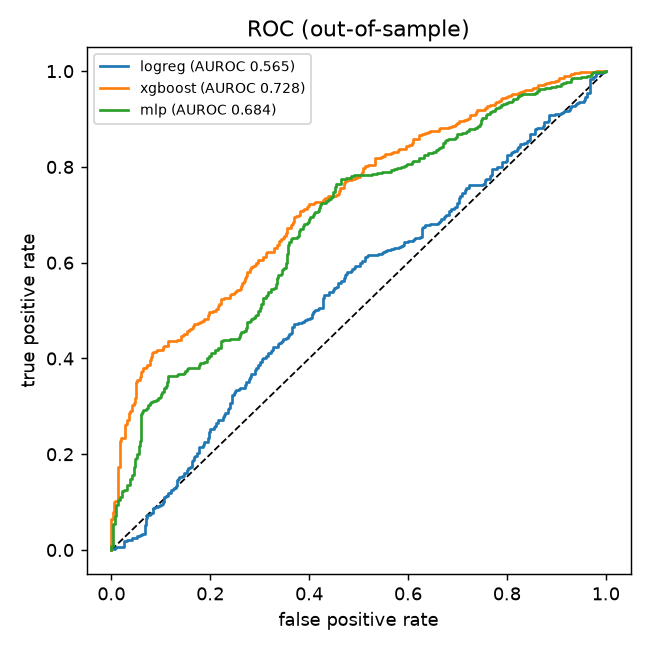 ROC (out-of-sample)
logreg (AUROC 0.565)
xgboost (AUROC 0.728)
mlp (AUROC 0.684)
true positive rate
1.0
0.8
0.6
0.4
0.2
0.0
0.0 0.2 0.4 0.6 0.8 1.0
false positive rate